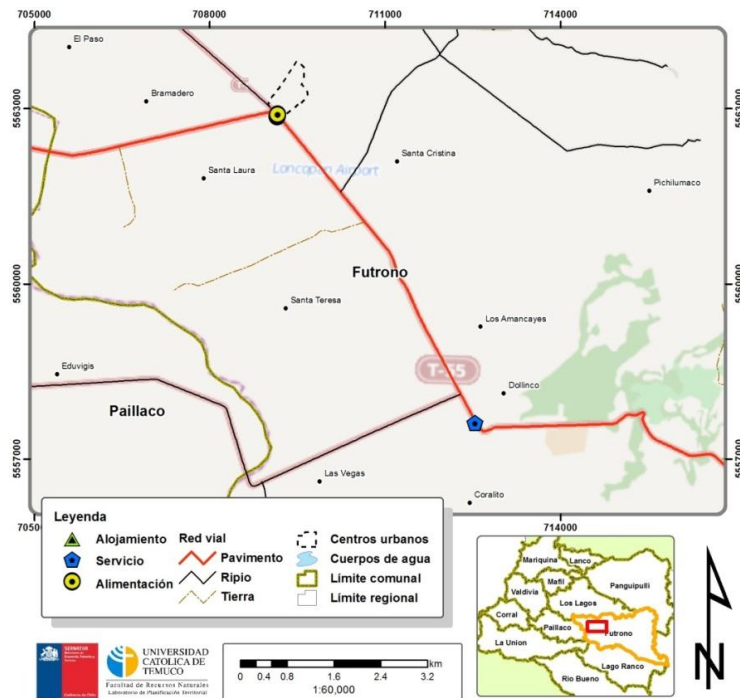 705000
708000
711000
714000
El Paso
5563000
Bramadero
5563000
Santa Cristina
Santa Laura
Loncopan Airport
Pichilumaco
5560000
Futrono
5560000
Santa Teresa
Los Amancayes
Eduvigis
T-55
Dollinco
Paillaco
5557000
5557000
Las Vegas
Coralito
714000
Leyenda
Alojamiento
Servicio
Alimentación
Red vial
Pavimento
Ripio
Tierra
Centros urbanos
Cuerpos de agua
Límite comunal
Límite regional
Mariquina
Lanco
Panguipulli
Valdivia
Mafil
Los Lagos
Corral
Paillaco
Futrono
La Union
Lago Ranco
Rio Bueno
SERNATUR
UNIVERSIDAD
CATOLICA DE
TEMUCO
Facultad de Recursos Naturales
Laboratorio de Planificación Territorial
km
0 0.4 0.8 1.6 2.4 3.2
1:60,000
N